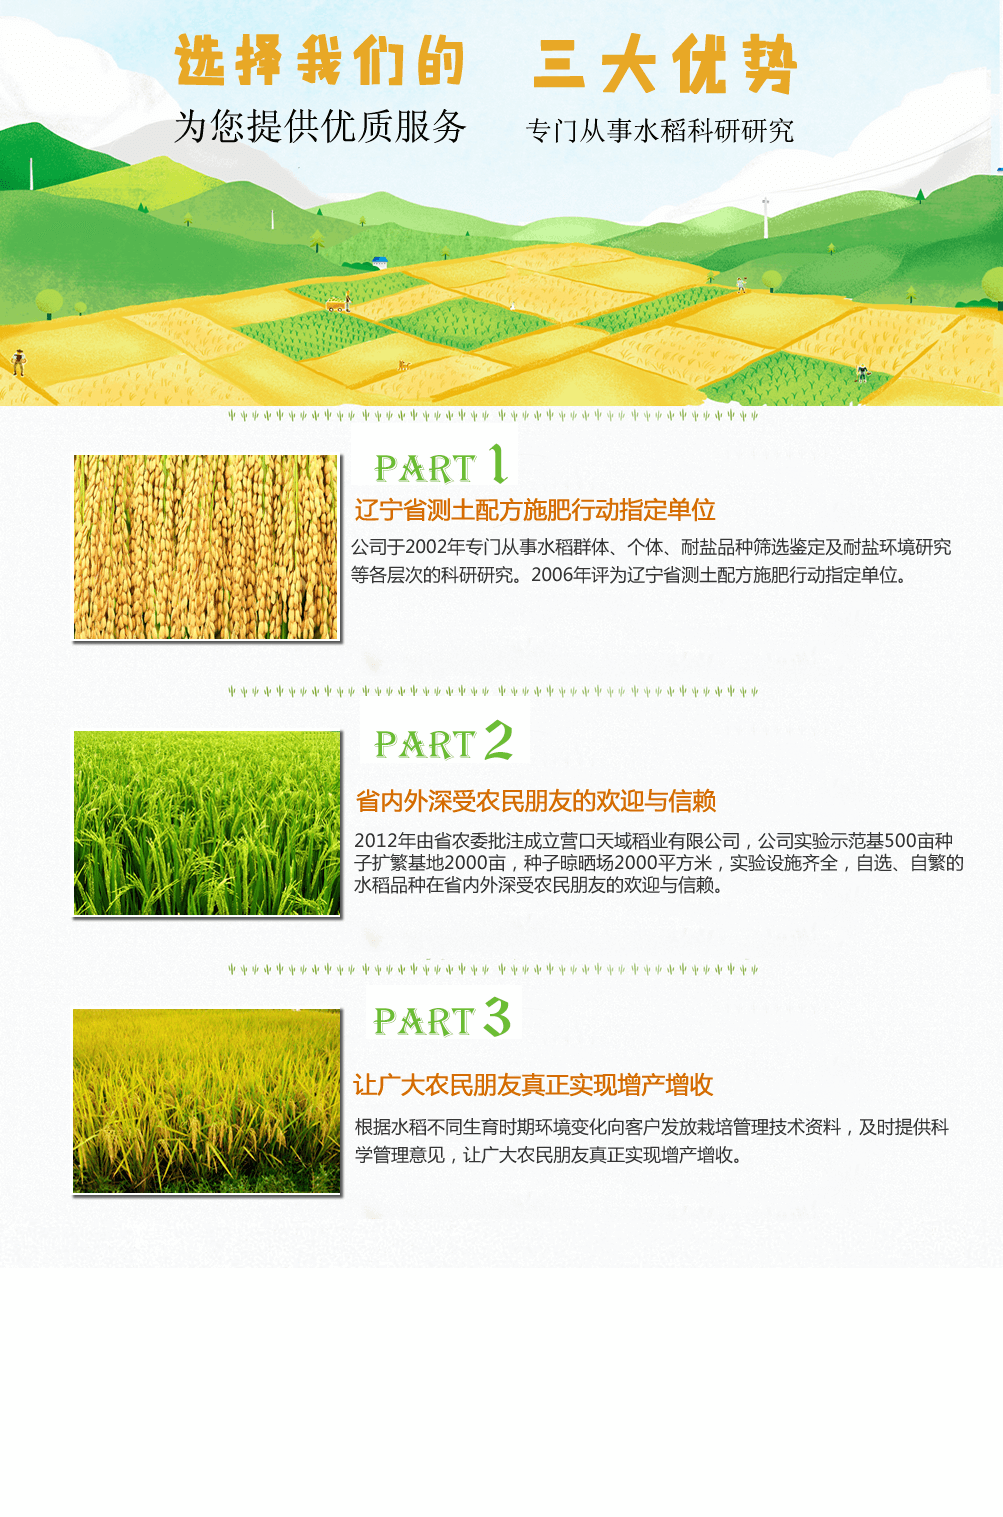 选择我们的 三大优势
为您提供优质服务 专门从事水稻科研研究
PART 1
辽宁省测土配方施肥行动指定单位
公司于2002年专门从事水稻群体、个体、耐盐品种筛选鉴定及耐盐环境研究
等各层次的科研研究。2006年评为辽宁省测土配方施肥行动指定单位。
PART 2
省内外深受农民朋友的欢迎与信赖
2012年由省农委批注成立营口天域稻业有限公司，公司实验示范基500亩种
子扩繁基地2000亩，种子晾晒场2000平方米，实验设施齐全，自选、自繁的
水稻品种在省内外深受农民朋友的欢迎与信赖。
PART 3
让广大农民朋友真正实现增产增收
根据水稻不同生育时期环境变化向客户发放栽培管理技术资料，及时提供科
学管理意见，让广大农民朋友真正实现增产增收。